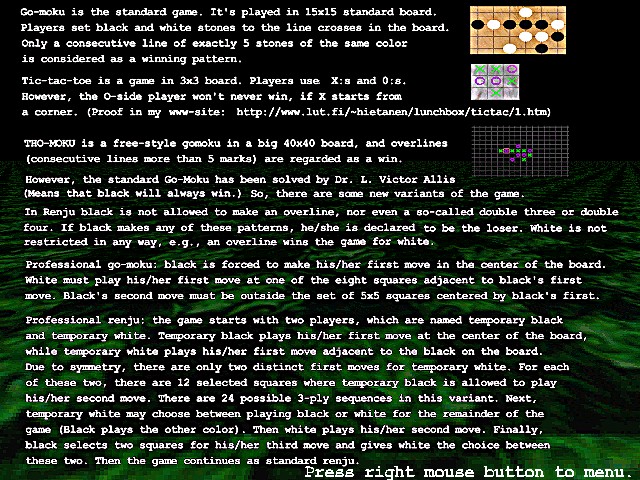 Go-moku is the standard game. It's played in 15x15 standard board.
Players set black and white stones to the line crosses in the board.
Only a consecutive line of exactly 5 stones of the same color
is considered as a winning pattern.
Tic-tac-toe is a game in 3x3 board. Players use X:s and 0:s.
However, the O-side player won't never win, if X starts from
a corner. (Proof in my www-site: http://www.lut.fi/~hietanen/lunchbox/tictac/1.htm)
THO-MOKU is a free-style gomoku in a big 40x40 board, and overlines
(consecutive lines more than 5 marks) are regarded as a win.
However, the standard Go-Moku has been solved by Dr. L. Victor Allis
(Means that black will always win.) So, there are some new variants of the game.
In Renju black is not allowed to make an overline, nor even a so-called double three or double
four. If black makes any of these patterns, he/she is declared to be the loser. White is not
restricted in any way, e.g., an overline wins the game for white.
Professional go-moku: black is forced to make his/her first move in the center of the board.
White must play his/her first move at one of the eight squares adjacent to black's first
move. Black's second move must be outside the set of 5x5 squares centered by black's first.
Professional renju: the game starts with two players, which are named temporary black
and temporary white. Temporary black plays his/her first move at the center of the board,
while temporary white plays his/her first move adjacent to the black on the board.
Due to symmetry, there are only two distinct first moves for temporary white. For each
of these two, there are 12 selected squares where temporary black is allowed to play
his/her second move. There are 24 possible 3-ply sequences in this variant. Next,
temporary white may choose between playing black or white for the remainder of the
game (Black plays the other color). Then white plays his/her second move. Finally,
black selects two squares for his/her third move and gives white the choice between
these two. Then the game continues as standard renju.
Press right mouse button to menu.